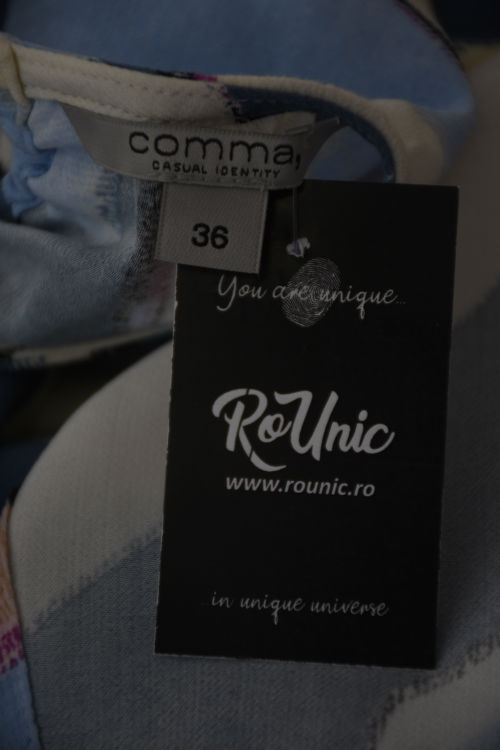 comma,
CASUAL IDENTITY
36
You are unique...
RoUnic
www.rounic.ro
...in unique universe